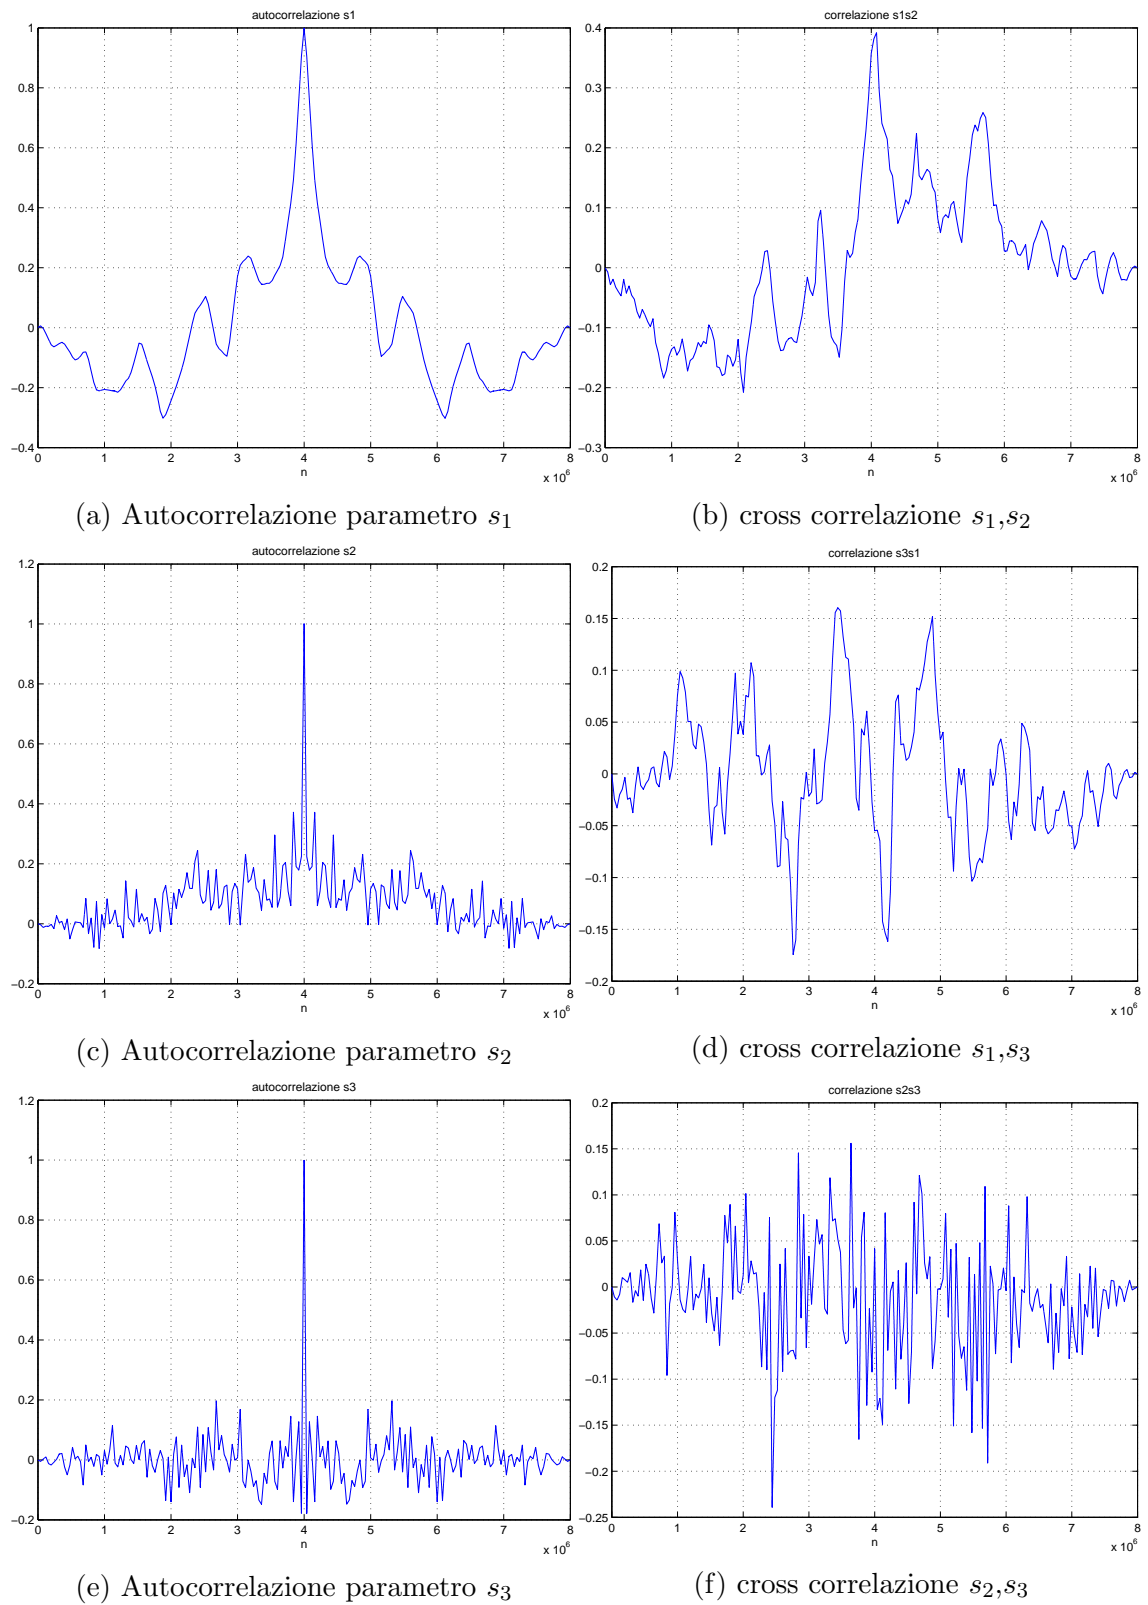 autocorrelazione s1
1
0.8
0.6
0.4
0.2
0
−0.2
−0.4
0 1 2 3 4 5 6 7 8
n
x 10^6
(a) Autocorrelazione parametro s_1
correlazione s1s2
0.4
0.3
0.2
0.1
0
−0.1
−0.2
−0.3
0 1 2 3 4 5 6 7 8
n
x 10^6
(b) cross correlazione s_1,s_2
autocorrelazione s2
1.2
1
0.8
0.6
0.4
0.2
0
−0.2
0 1 2 3 4 5 6 7 8
n
x 10^6
(c) Autocorrelazione parametro s_2
correlazione s3s1
0.2
0.15
0.1
0.05
0
−0.05
−0.1
−0.15
−0.2
0 1 2 3 4 5 6 7 8
n
x 10^6
(d) cross correlazione s_1,s_3
autocorrelazione s3
1.2
1
0.8
0.6
0.4
0.2
0
−0.2
0 1 2 3 4 5 6 7 8
n
x 10^6
(e) Autocorrelazione parametro s_3
correlazione s2s3
0.2
0.15
0.1
0.05
0
−0.05
−0.1
−0.15
−0.2
−0.25
0 1 2 3 4 5 6 7 8
n
x 10^6
(f) cross correlazione s_2,s_3